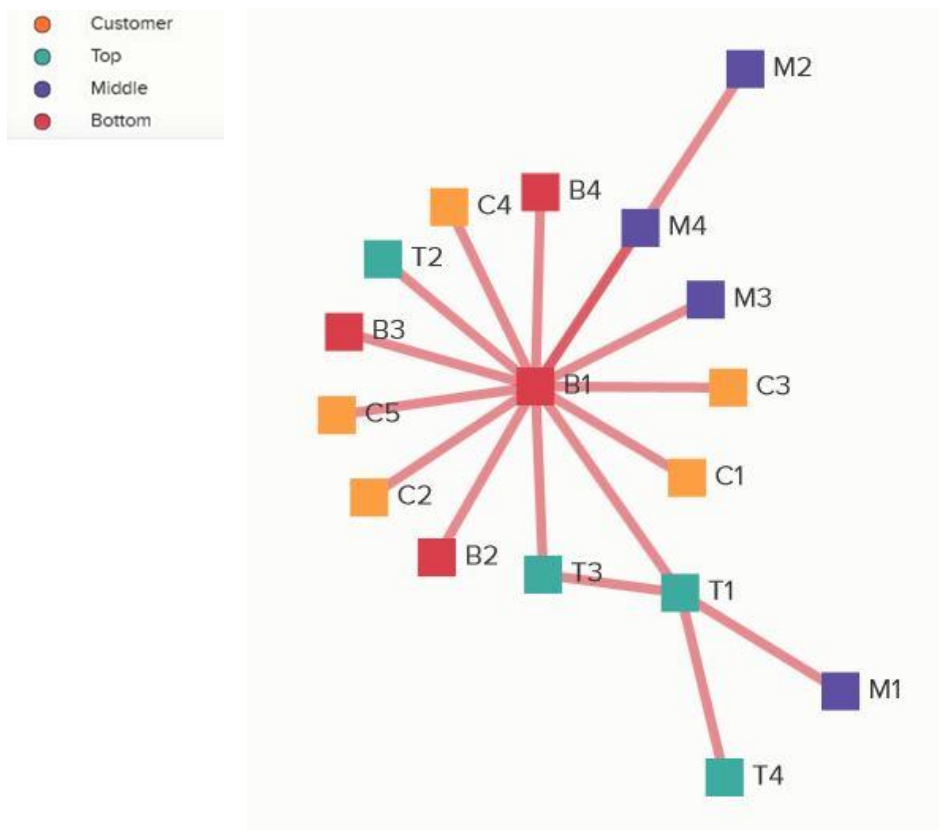 Customer
Top
Middle
Bottom
M2
B4
C4
M4
T2
M3
B3
B1
C3
C5
C1
C2
B2
T3
T1
M1
T4